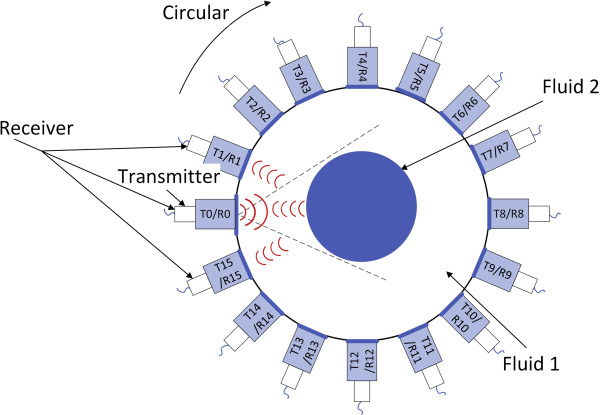 Circular
Fluid 2
Receiver
Transmitter
T0/R0
T1/R1
T2/R2
T3/R3
T4/R4
T5/R5
T6/R6
T7/R7
T8/R8
T9/R9
T10/
R10
T11
/R11
T12
/R12
T13
/R13
T14
/R14
T15
/R15
Fluid 1